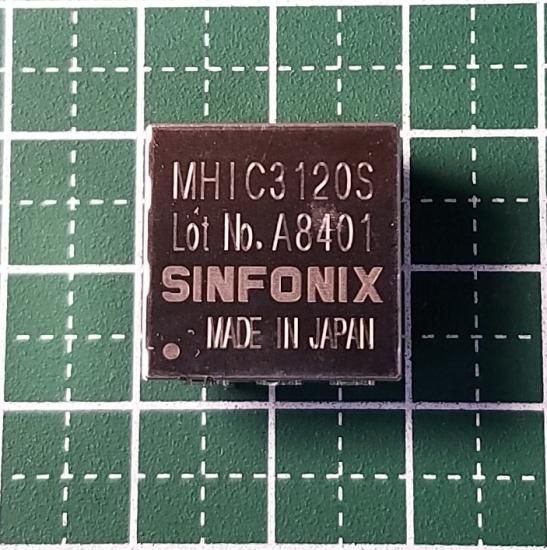 MHIC3120S
Lot No. A8401
SINFONIX
MADE IN JAPAN